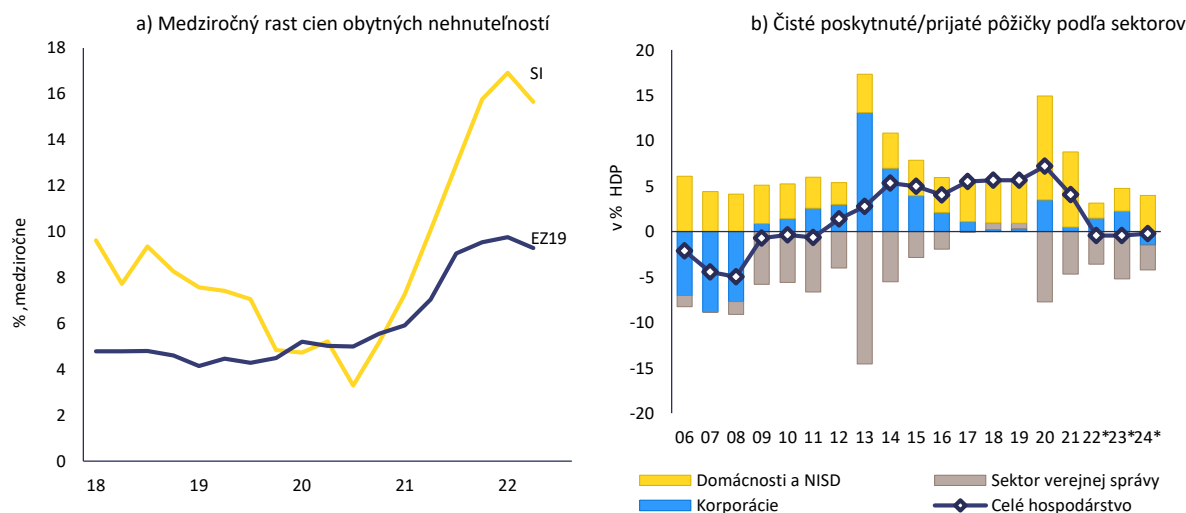 a) Medziročný rast cien obytných nehnuteľností
%, medziročne
18
16
14
12
10
8
6
4
2
0
SI
EZ19
18 19 20 21 22
b) Čisté poskytnuté/prijaté pôžičky podľa sektorov
v % HDP
20
15
10
5
0
-5
-10
-15
-20
06 07 08 09 10 11 12 13 14 15 16 17 18 19 20 21 22* 23* 24*
Domácnosti a NISD
Sektor verejnej správy
Korporácie
Celé hospodárstvo